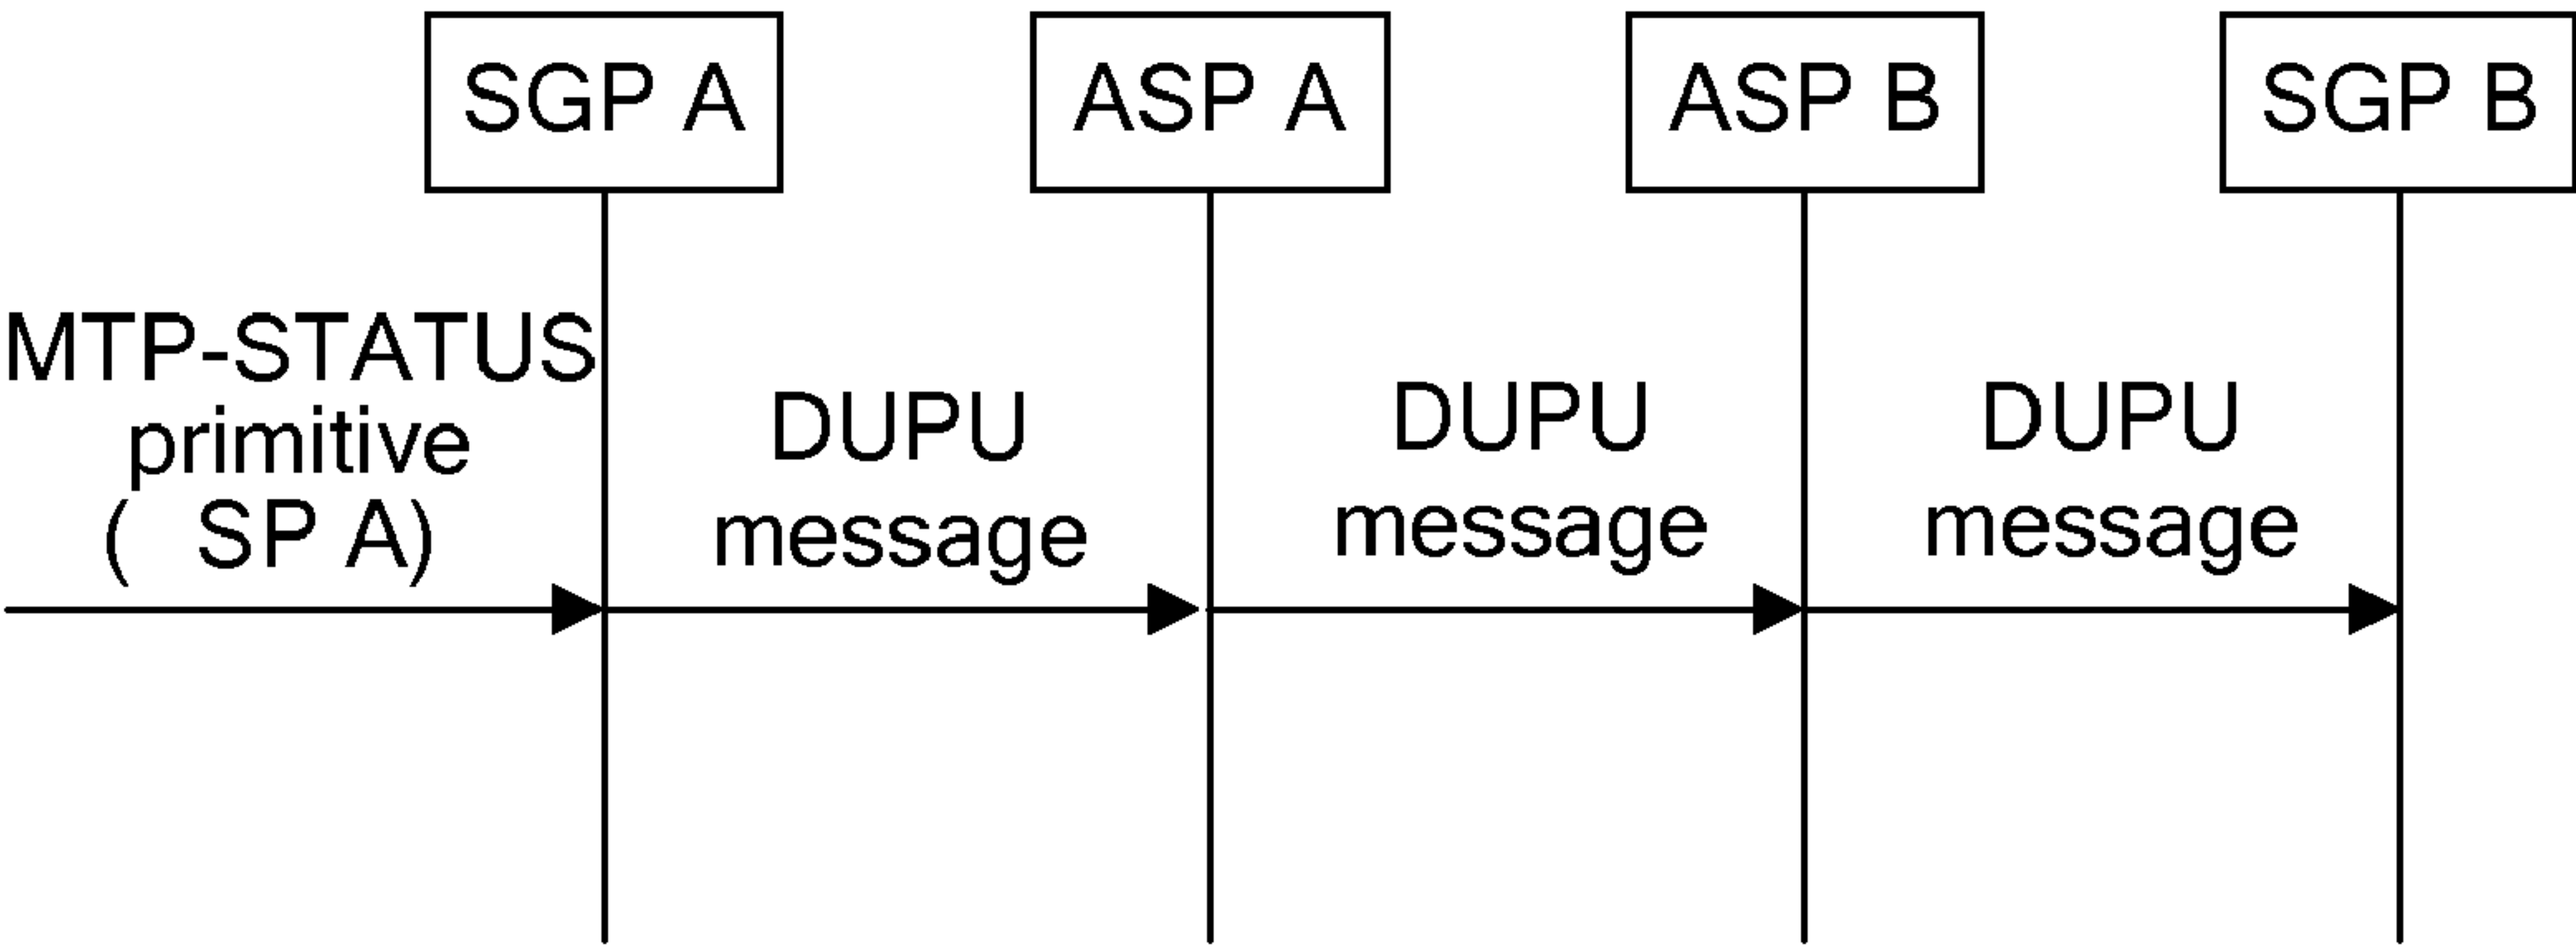 SGP A
ASP A
ASP B
SGP B
MTP-STATUS
primitive
( SP A)
DUPU
message
DUPU
message
DUPU
message